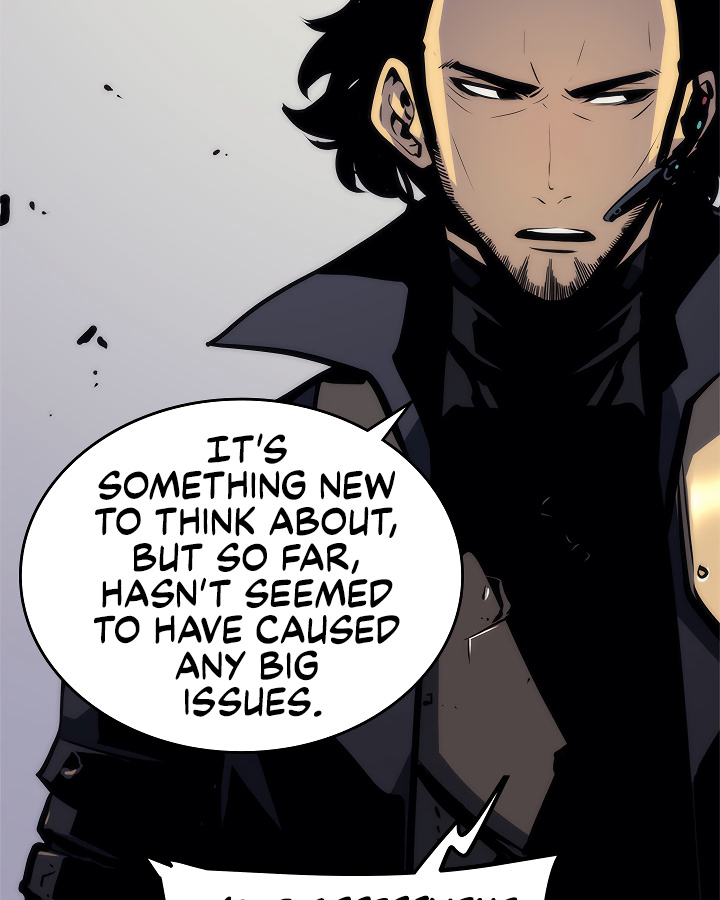 IT'S
SOMETHING NEW
TO THINK ABOUT,
BUT SO FAR,
HASN'T SEEMED
TO HAVE CAUSED
ANY BIG
ISSUES.